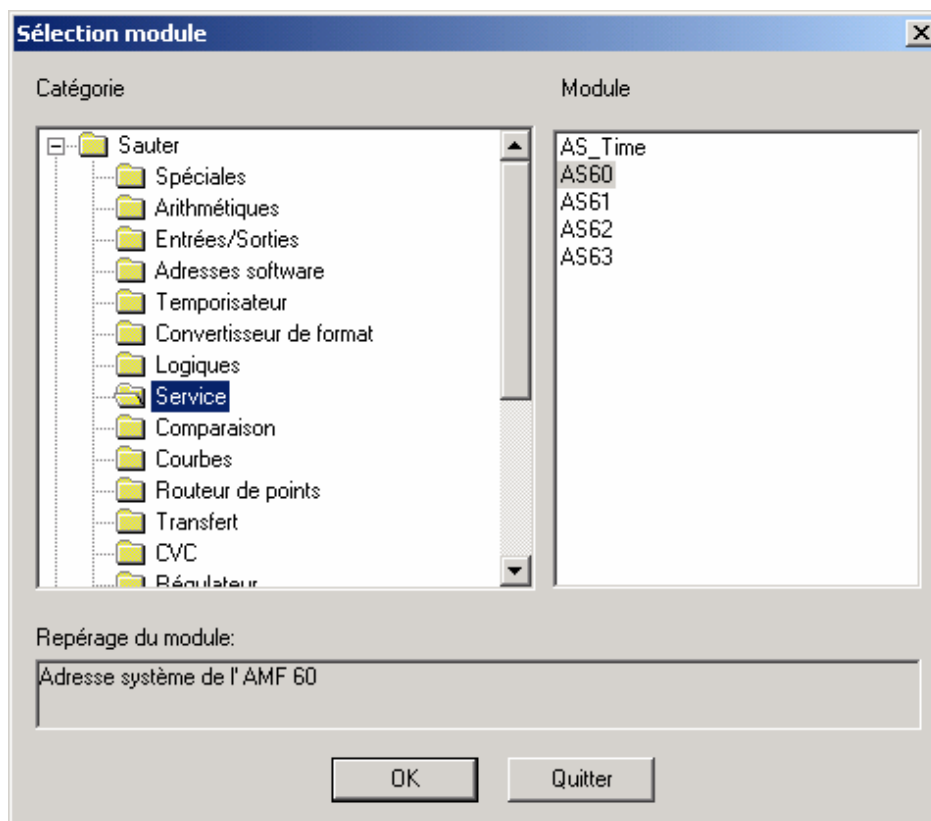 Sélection module
Catégorie
Module
Sauter
Spéciales
Arithmétiques
Entrées/Sorties
Adresses software
Temporisateur
Convertisseur de format
Logiques
Service
Comparaison
Courbes
Routeur de points
Transfert
CVC
Régulateur
AS_Time
AS60
AS61
AS62
AS63
Repérage du module:
Adresse système de l' AMF 60
OK
Quitter